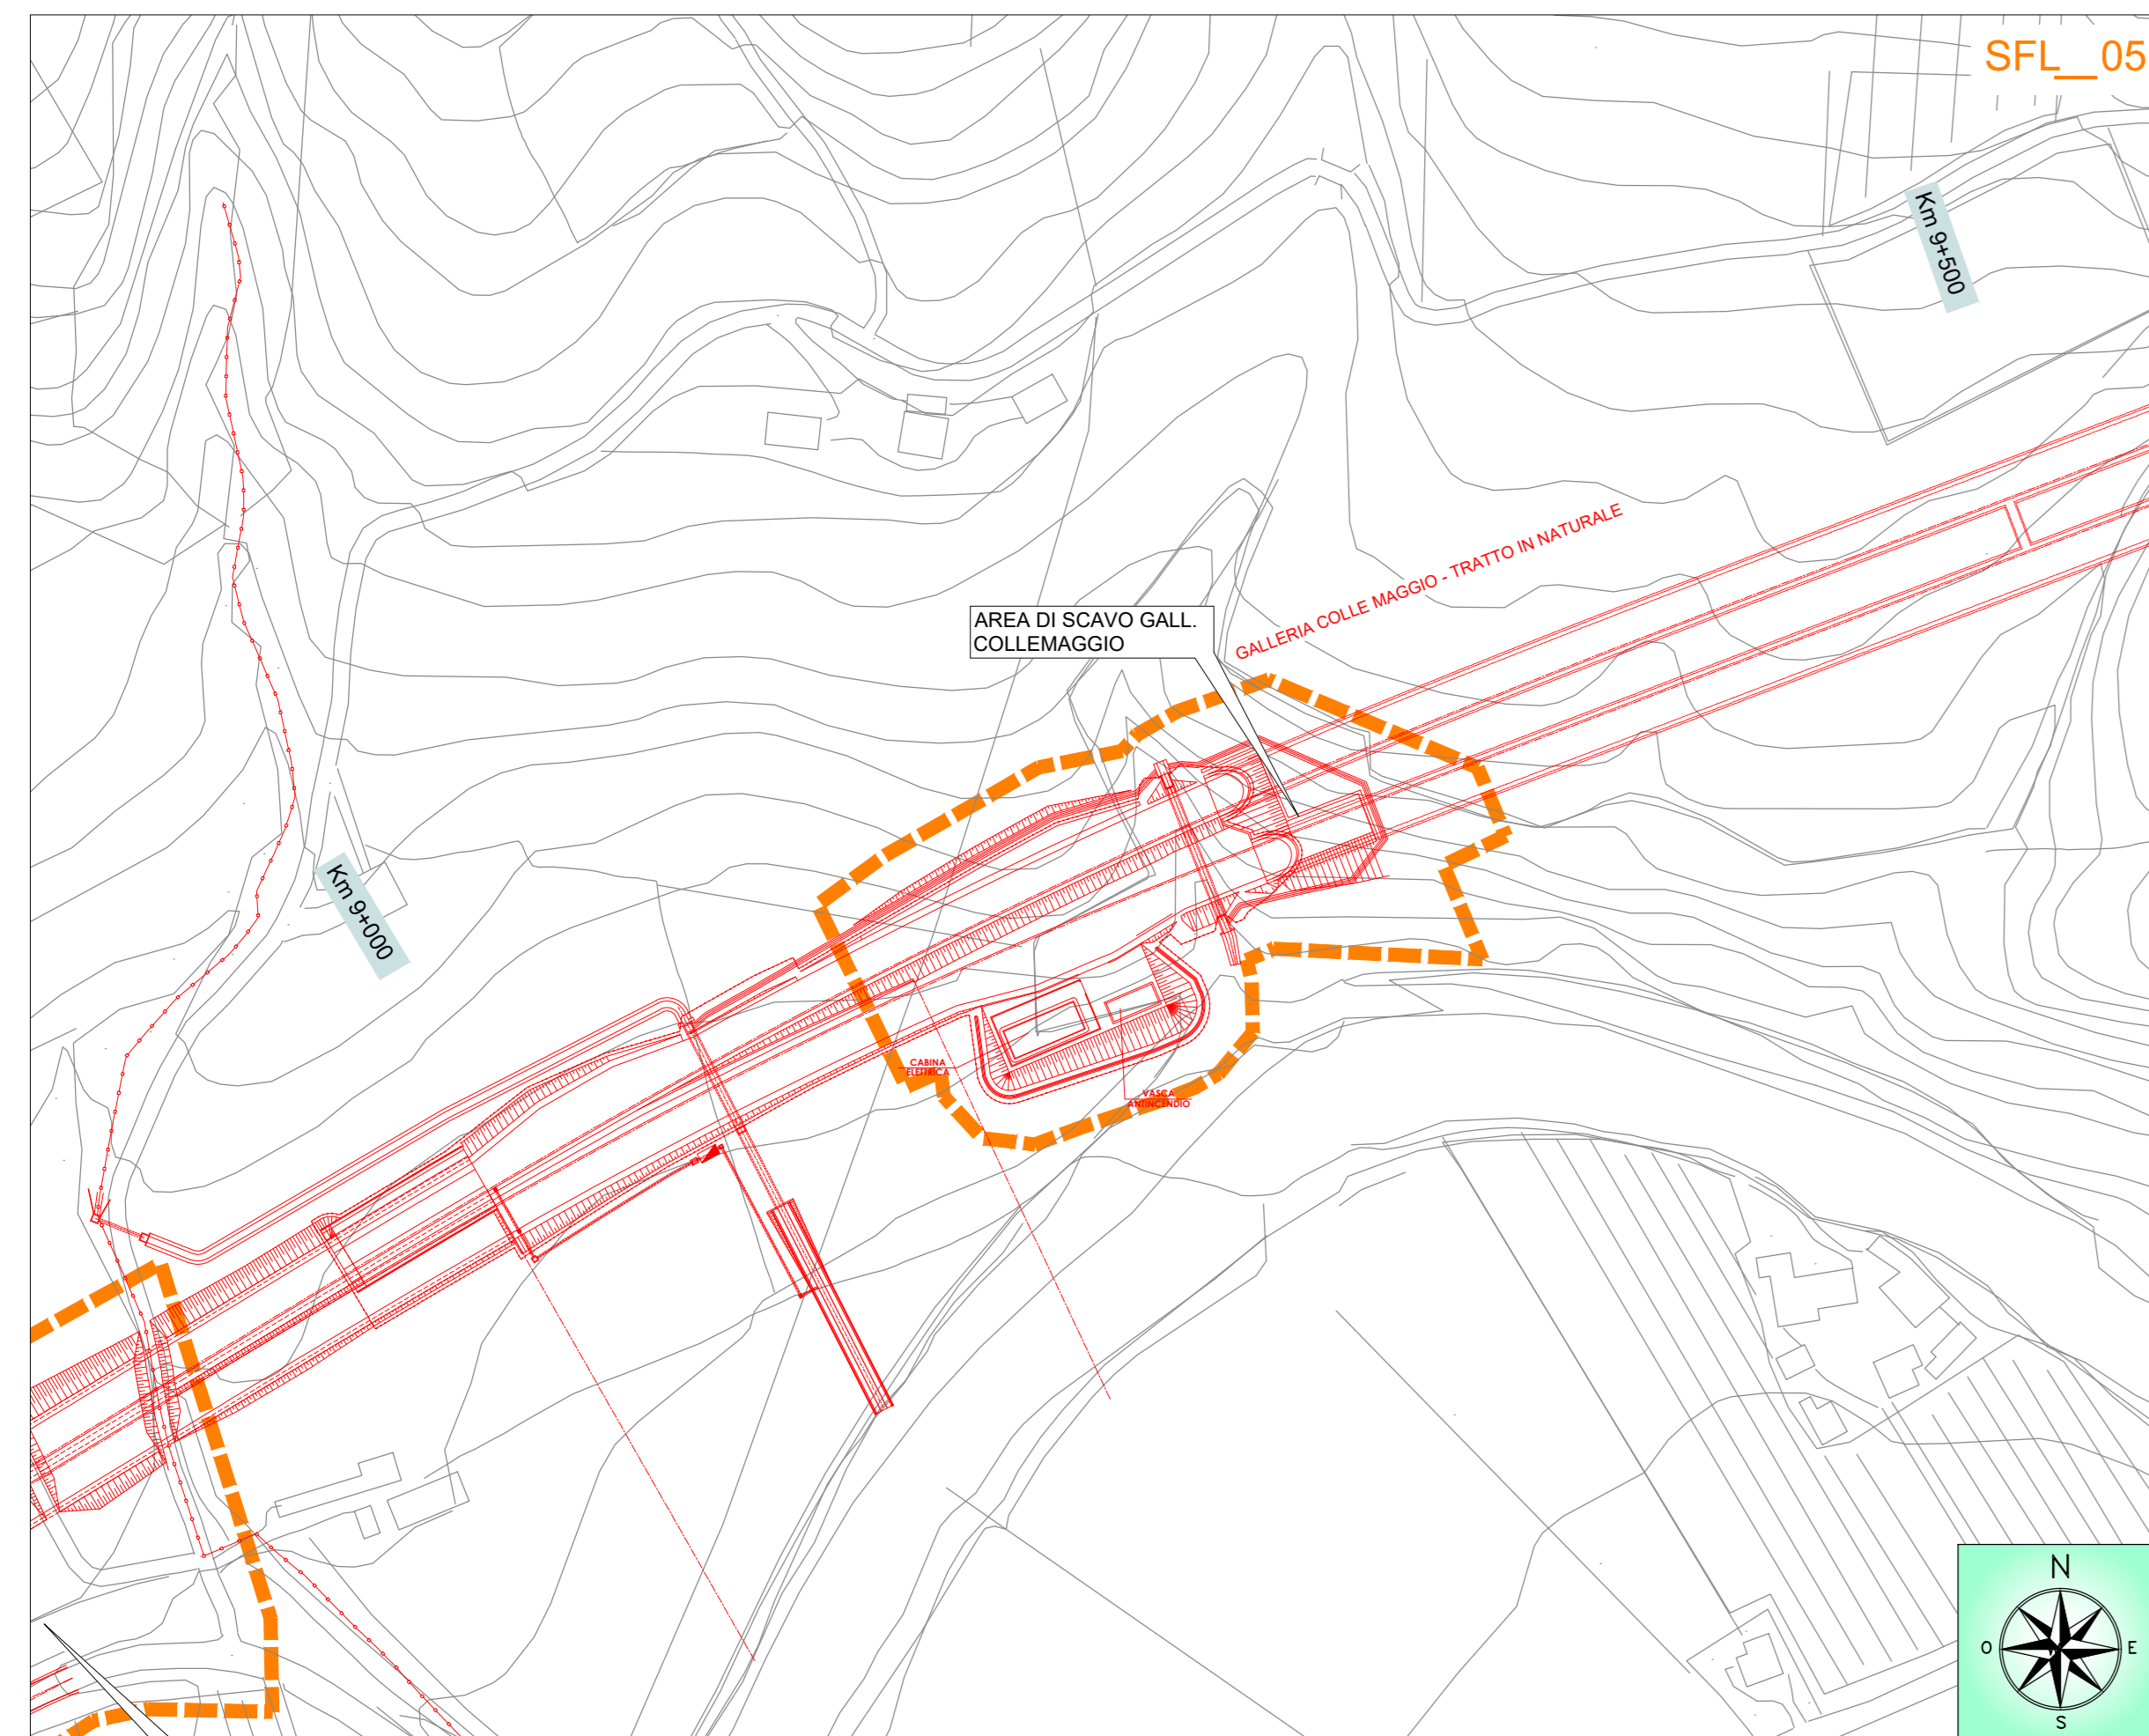 SFL__05
Km 9+500
GALLERIA COLLE MAGGIO - TRATTO IN NATURALE
AREA DI SCAVO GALL.
COLLEMAGGIO
Km 9+000
CABINA
ELETTRICA
VASCA
ANTINCENDIO
N
O
E
S